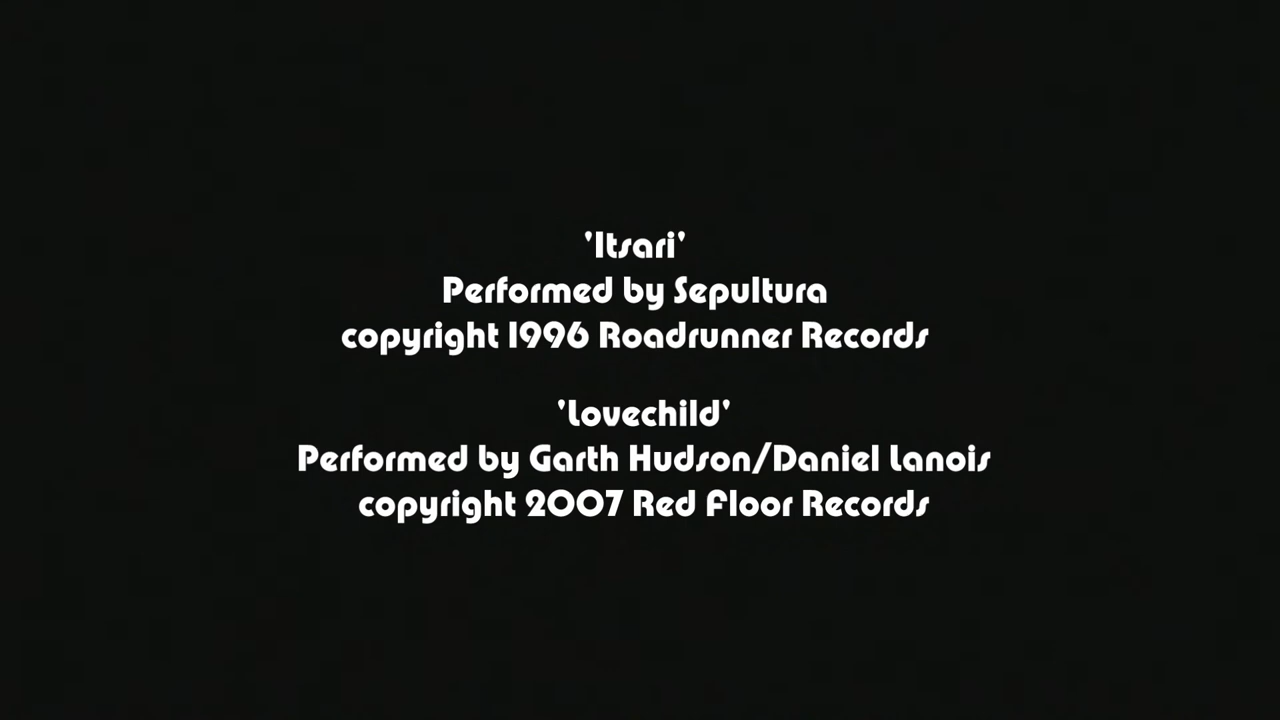 'Itsari'
Performed by Sepultura
copyright 1996 Roadrunner Records
'Lovechild'
Performed by Garth Hudson/Daniel Lanois
copyright 2007 Red Floor Records